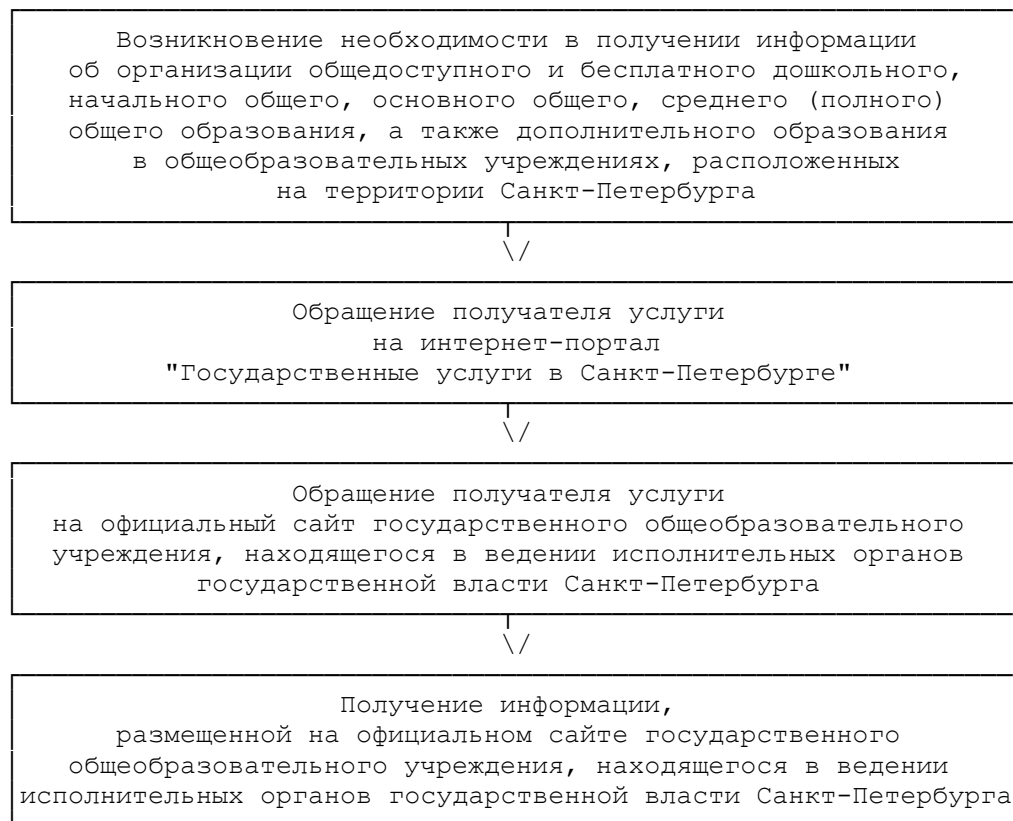 Возникновение необходимости в получении информации
об организации общедоступного и бесплатного дошкольного,
начального общего, основного общего, среднего (полного)
общего образования, а также дополнительного образования
в общеобразовательных учреждениях, расположенных
на территории Санкт-Петербурга
\/
Обращение получателя услуги
на интернет-портал
"Государственные услуги в Санкт-Петербурге"
\/
Обращение получателя услуги
на официальный сайт государственного общеобразовательного
учреждения, находящегося в ведении исполнительных органов
государственной власти Санкт-Петербурга
\/
Получение информации,
размещенной на официальном сайте государственного
общеобразовательного учреждения, находящегося в ведении
исполнительных органов государственной власти Санкт-Петербурга